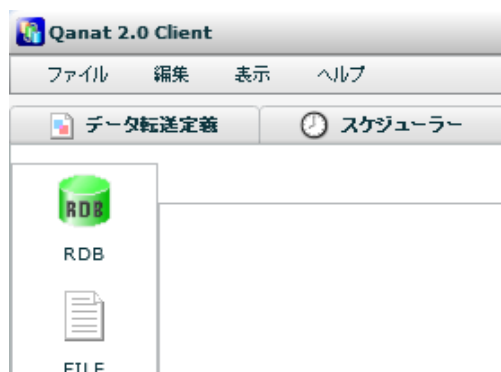 Qanat 2.0 Client
ファイル 編集 表示 ヘルプ
データ転送定義 スケジューラー
RDB
RDB
FILE